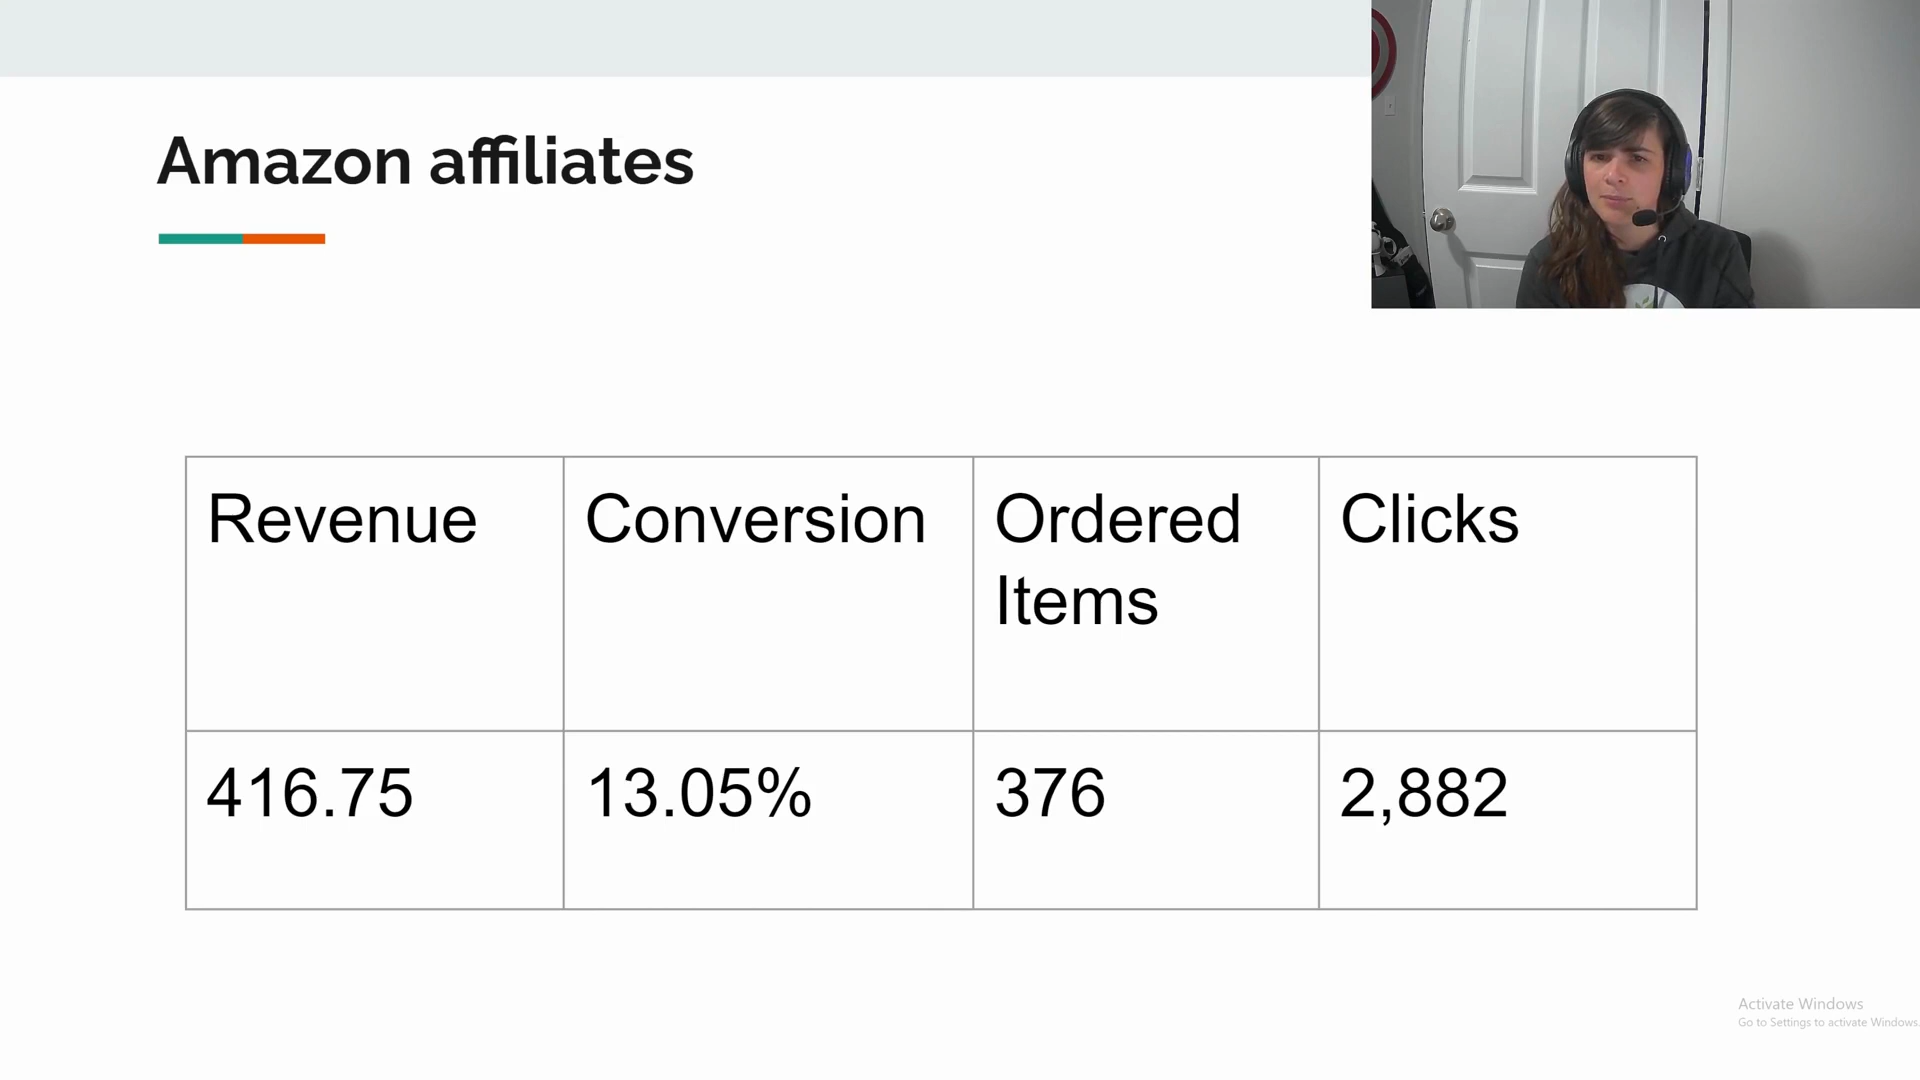 Amazon affiliates
Revenue
Conversion
Ordered
Items
Clicks
416.75
13.05%
376
2,882
Activate Windows
Go to Settings to activate Windows.